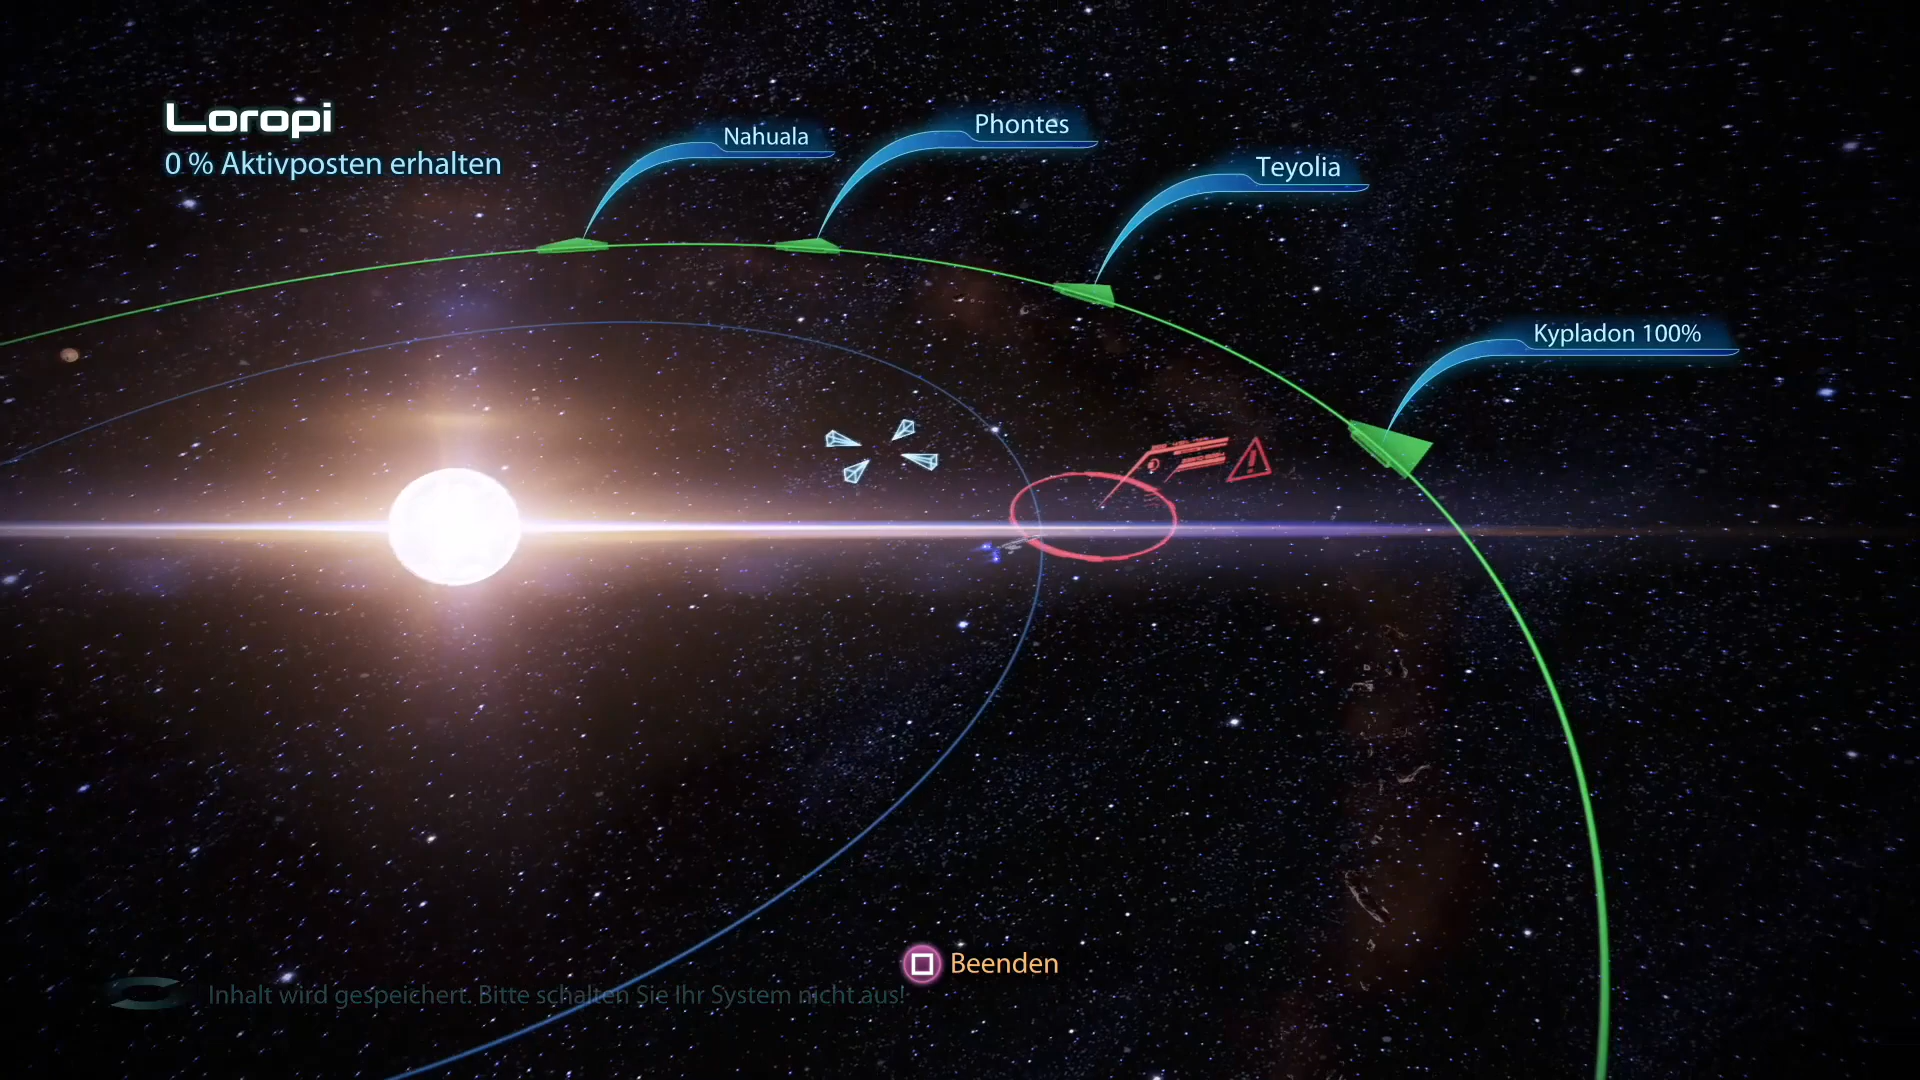 Loropi
0 % Aktivposten erhalten
Nahuala
Phontes
Teyolia
Kypladon 100%
Beenden
Inhalt wird gespeichert. Bitte schalten Sie Ihr System nicht aus!